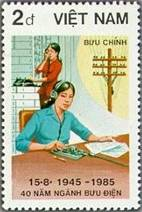 2đ VIỆT NAM
BƯU CHÍNH
15-8-1945-1985
40 NĂM NGÀNH BƯU ĐIỆN